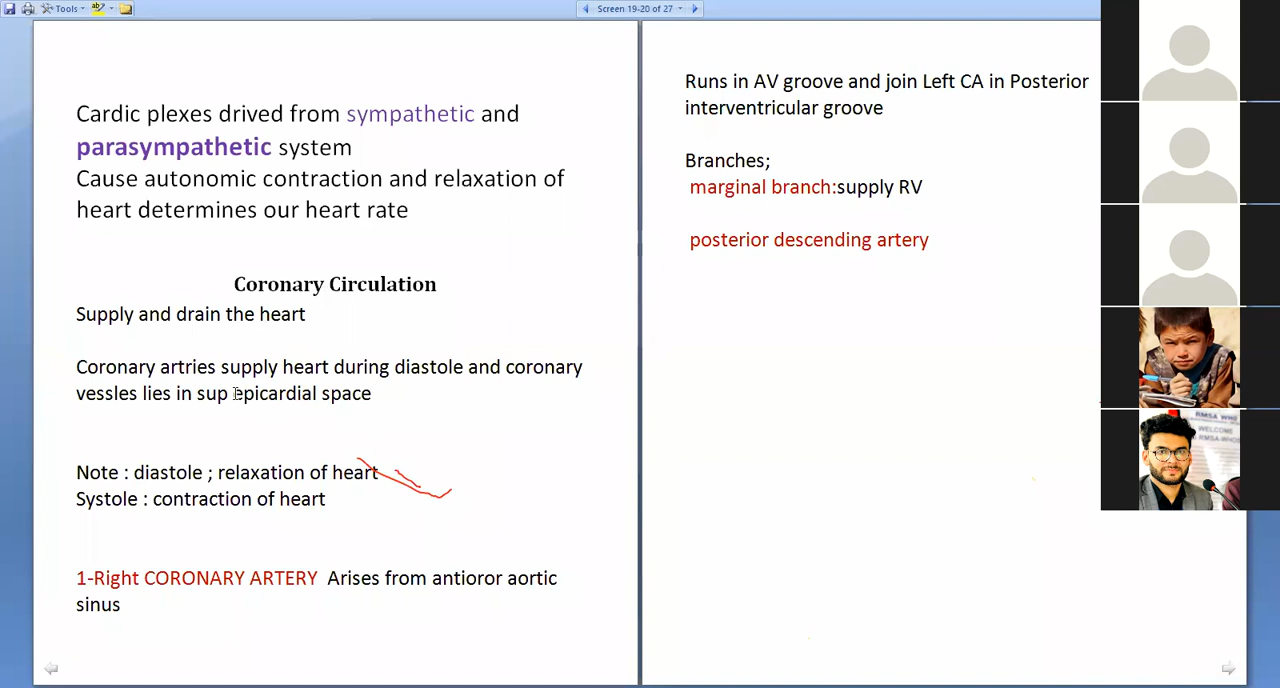 Tools
Screen 19-20 of 27
Cardic plexes drived from sympathetic and
parasympathetic system
Cause autonomic contraction and relaxation of
heart determines our heart rate
Coronary Circulation
Supply and drain the heart
Coronary artries supply heart during diastole and coronary
vessles lies in sup epicardial space
Note : diastole ; relaxation of heart
Systole : contraction of heart
1-Right CORONARY ARTERY Arises from antioror aortic
sinus
Runs in AV groove and join Left CA in Posterior
interventricular groove
Branches;
marginal branch:supply RV
posterior descending artery
RMSA WHO
WELCOME
RMSA-WHO